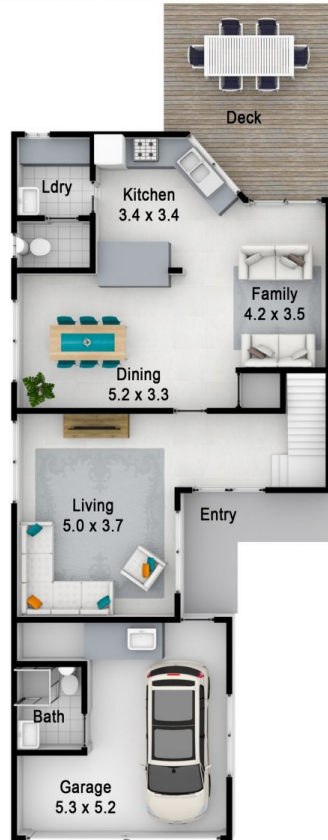 Deck
Ldry
Kitchen
3.4 x 3.4
Family
4.2 x 3.5
Dining
5.2 x 3.3
Living
5.0 x 3.7
Entry
Bath
Garage
5.3 x 5.2